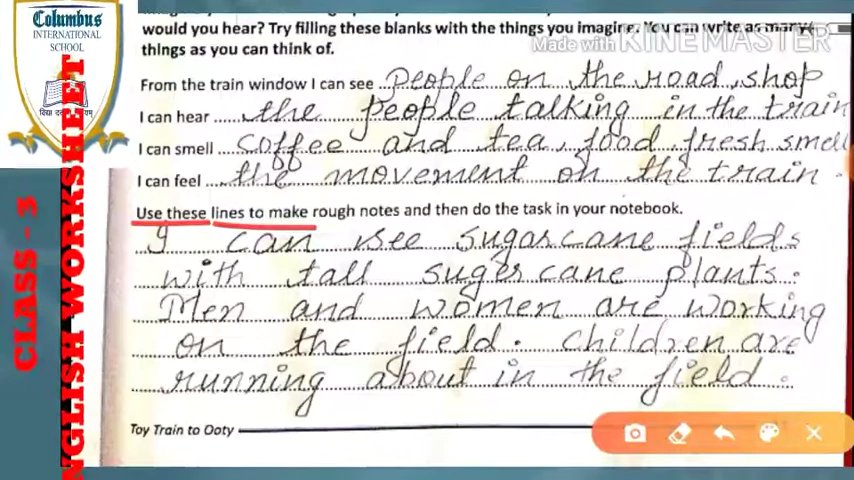 Columbus
INTERNATIONAL
SCHOOL
CLASS - 3
NGLISH WORKSHEET
would you hear? Try filling these blanks with the things you imagine. You can write as many
things as you can think of.
Made with KINEMASTER
From the train window I can see people on the road, shop
I can hear the people talking in the train
I can smell coffee and tea, food, fresh smell
I can feel the movement on the train.
Use these lines to make rough notes and then do the task in your notebook.
I can see sugarcane fields
with tall suger cane plants.
Men and women are working
on the field. children are
running about in the field.
Toy Train to Ooty